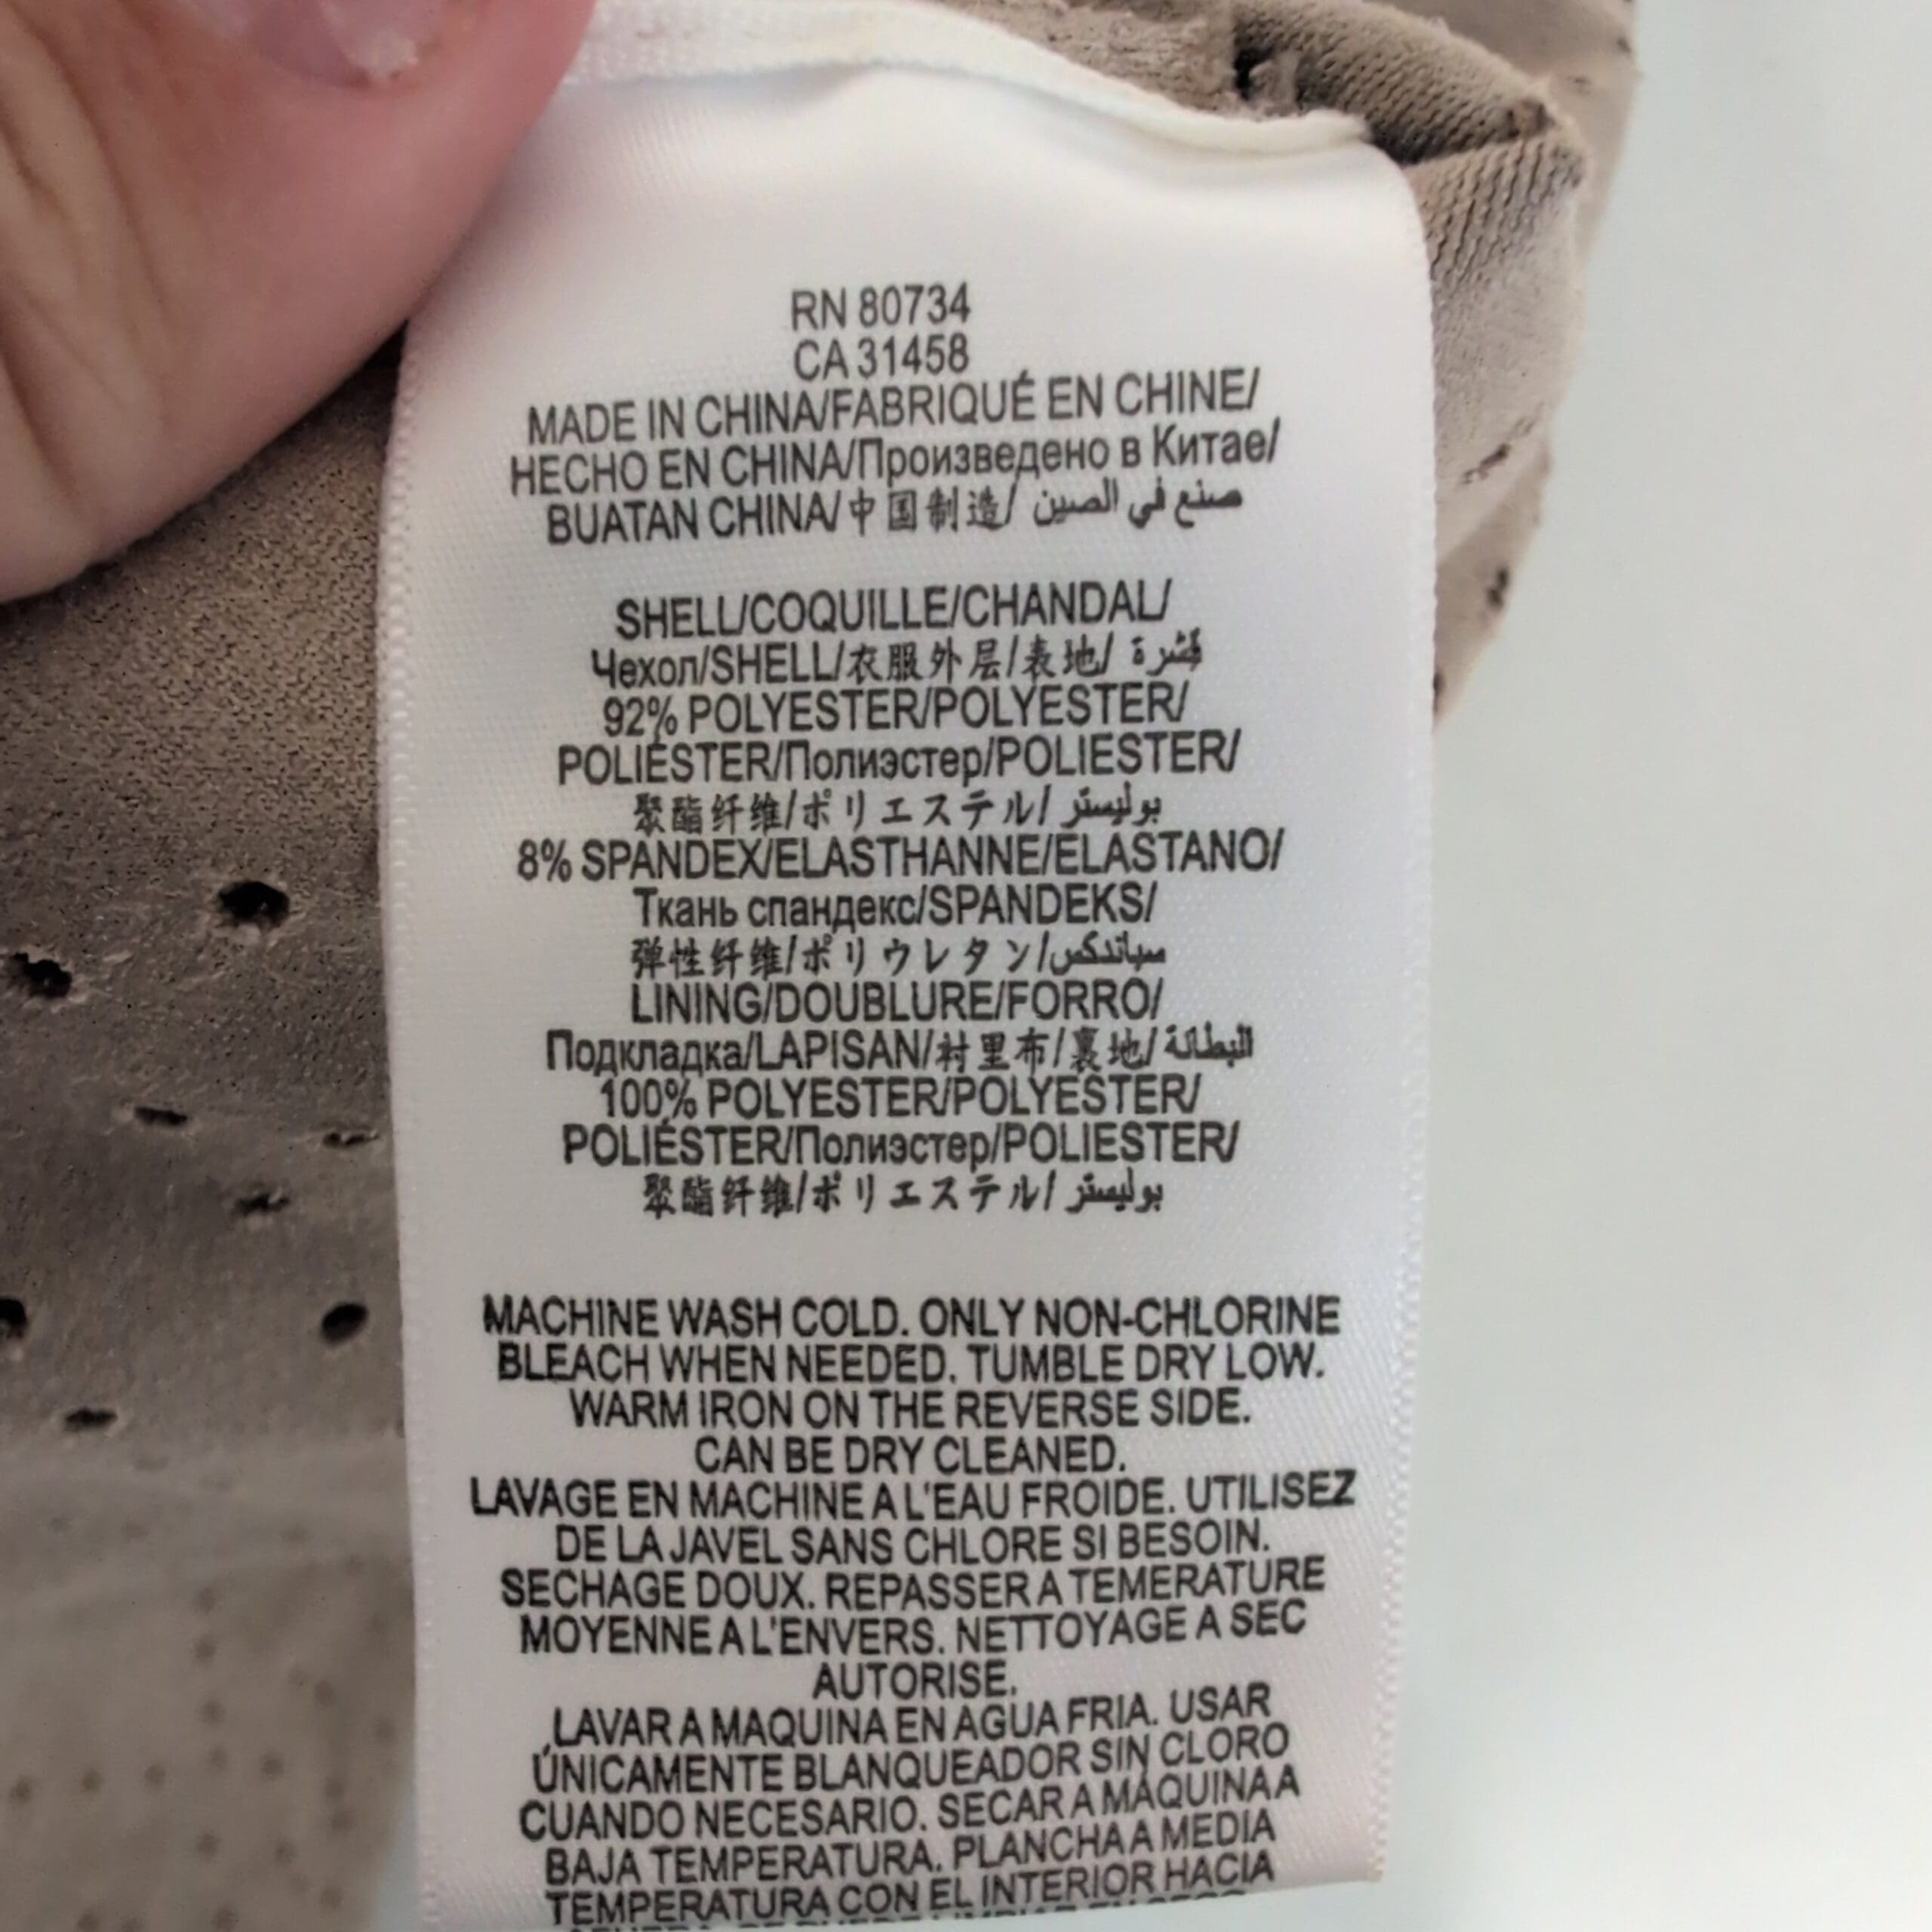 RN 80734
CA 31458
MADE IN CHINA/FABRIQUÉ EN CHINE/
HECHO EN CHINA/Произведено в Китае/
BUATAN CHINA/中国制造/ صنع في الصين
SHELL/COQUILLE/CHANDAL/
Чехол/SHELL/衣服外层/表地/ قشرة
92% POLYESTER/POLYESTER/
POLIÉSTER/Полиэстер/POLIESTER/
聚酯纤维/ポリエステル/ بوليستر
8% SPANDEX/ELASTHANNE/ELASTANO/
Ткань спандекс/SPANDEKS/
弹性纤维/ポリウレタン/سباندكس
LINING/DOUBLURE/FORRO/
Подкладка/LAPISAN/衬里布/裏地/ البطانة
100% POLYESTER/POLYESTER/
POLIÉSTER/Полиэстер/POLIESTER/
聚酯纤维/ポリエステル/ بوليستر
MACHINE WASH COLD. ONLY NON-CHLORINE
BLEACH WHEN NEEDED. TUMBLE DRY LOW.
WARM IRON ON THE REVERSE SIDE.
CAN BE DRY CLEANED.
LAVAGE EN MACHINE A L'EAU FROIDE. UTILISEZ
DE LA JAVEL SANS CHLORE SI BESOIN.
SECHAGE DOUX. REPASSER A TEMERATURE
MOYENNE A L'ENVERS. NETTOYAGE A SEC
AUTORISE.
LAVAR A MAQUINA EN AGUA FRIA. USAR
ÚNICAMENTE BLANQUEADOR SIN CLORO
CUANDO NECESARIO. SECAR A MÁQUINA A
BAJA TEMPERATURA. PLANCHA A MEDIA
TEMPERATURA CON EL INTERIOR HACIA